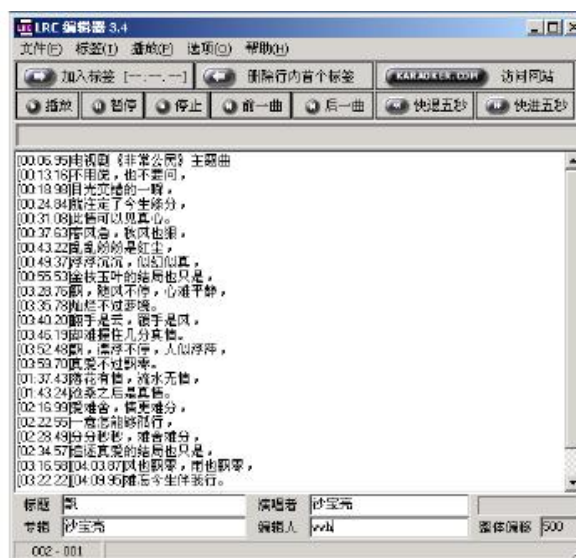 LRC 编辑器 3.4
文件(F) 标签(T) 播放(P) 选项(O) 帮助(H)
加入标签 [--.--.--] 删除行内首个标签 KARAOKER.COM 访问网站
播放 暂停 停止 前一曲 后一曲 快退五秒 快进五秒
[00:06.95]电视剧《非常公民》主题曲
[00:13.16]不用说，也不要问，
[00:18.98]目光交错的一瞬，
[00:24.84]就注定了今生缘分，
[00:31.08]此情可以见真心。
[00:37.63]春风急，秋风也狠，
[00:43.22]乱乱纷纷是红尘，
[00:49.37]浮浮沉沉，似幻似真，
[00:55.53]金枝玉叶的结局也只是，
[03:28.76]飘，随风不停，心难平静，
[03:35.78]灿烂不过梦境。
[03:40.20]翻手是云，覆手是风，
[03:46.19]却难握住几分真情。
[03:52.48]飘，漂浮不停，人似浮萍，
[03:59.70]真爱不过飘零。
[01:37.43]落花有情，流水无情，
[01:43.24]沧桑之后是真情。
[02:16.99]爱难舍，情更难分，
[02:22.55]一意怎能够孤行，
[02:28.49]分分秒秒，难舍难分，
[02:34.57]偿还真爱的结局也只是，
[03:16.58][04:03.87]风也飘零，雨也飘零，
[03:22.22][04:09.95]难忘今生伴我行。
标题 飘 演唱者 沙宝亮
专辑 沙宝亮 编辑人 wwh 整体偏移 500
002 - 001